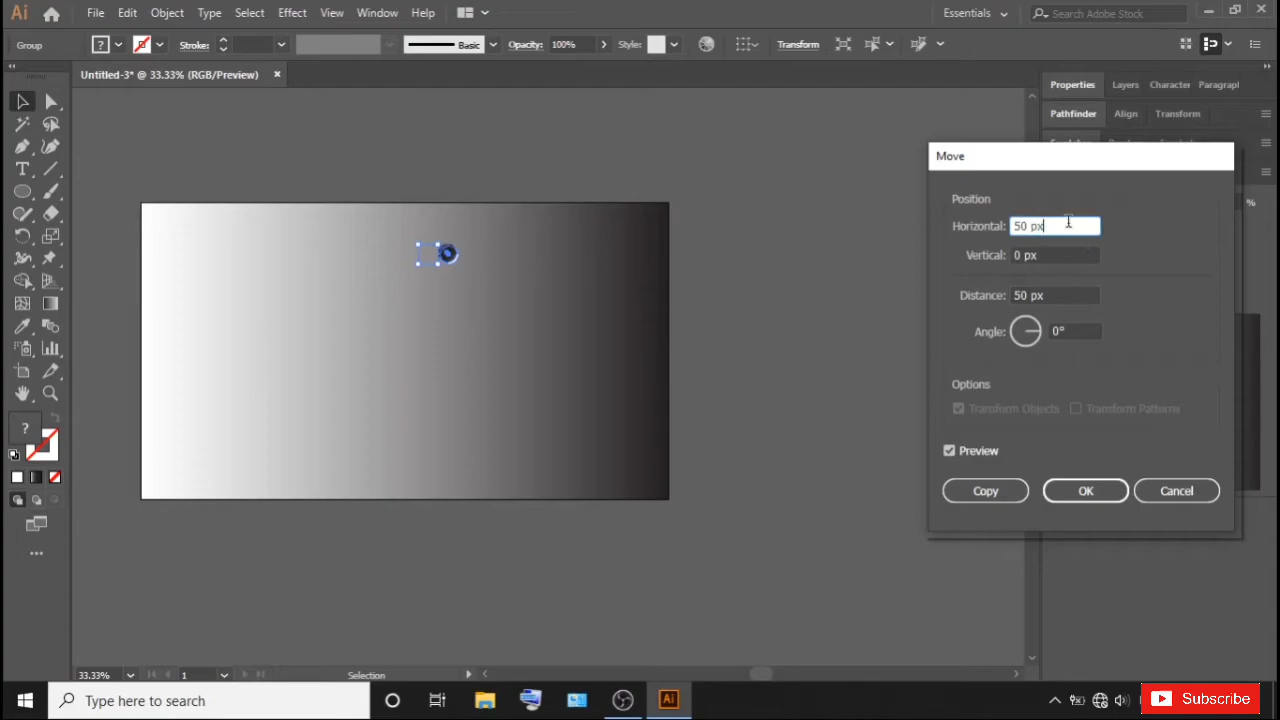 Ai File Edit Object Type Select Effect View Window Help Essentials Search Adobe Stock
Group ? Stroke: Basic Opacity: 100% Style: Transform
Untitled-3* @ 33.33% (RGB/Preview)
Properties Layers Character Paragraph
Pathfinder Align Transform
Move
Position
%
Horizontal: 50 px
Vertical: 0 px
Distance: 50 px
Angle: 0°
Options
Transform Objects Transform Patterns
?
Preview
Copy OK Cancel
33.33% 1 Selection
Type here to search Ai Subscribe